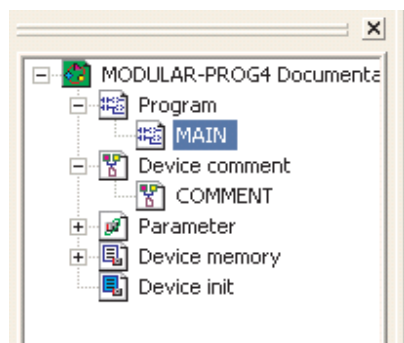 MODULAR-PROG4 Documenta
Program
MAIN
Device comment
COMMENT
Parameter
Device memory
Device init